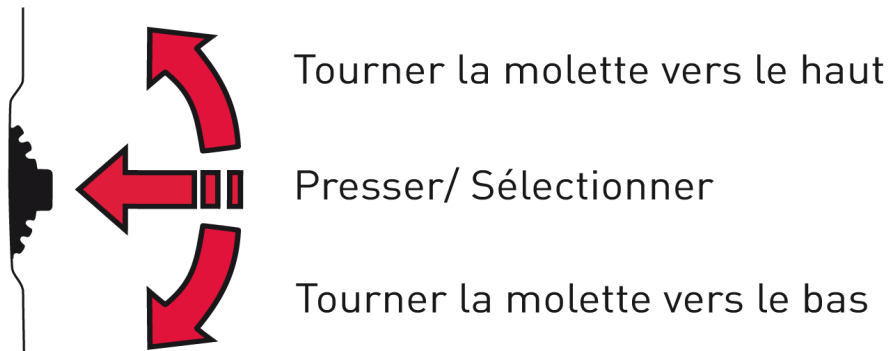 Tourner la molette vers le haut
Presser/ Sélectionner
Tourner la molette vers le bas